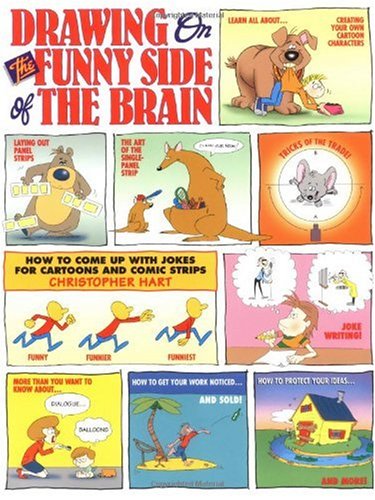 DRAWING On
The FUNNY SIDE
of THE BRAIN
LEARN ALL ABOUT...
CREATING
YOUR OWN
CARTOON
CHARACTERS
LAYING OUT
PANEL
STRIPS
THE ART
OF THE
SINGLE-
PANEL
STRIP
TRICKS OF THE TRADE!
HOW TO COME UP WITH JOKES
FOR CARTOONS AND COMIC STRIPS
CHRISTOPHER HART
FUNNY
FUNNIER
FUNNIEST
JOKE
WRITING!
MORE THAN YOU WANT
TO KNOW ABOUT...
DIALOGUE...
BALLOONS
HOW TO GET YOUR WORK NOTICED...
AND SOLD!
HOW TO PROTECT YOUR IDEAS...
AND MORE!